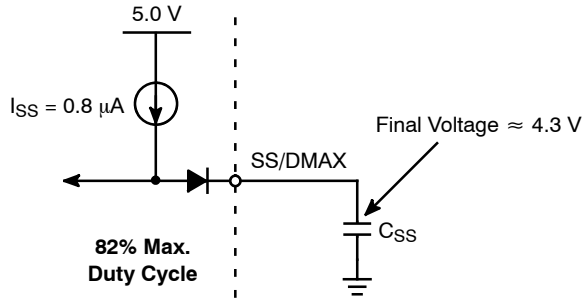 5.0 V
I_SS = 0.8 μA
Final Voltage ≈ 4.3 V
SS/DMAX
C_SS
82% Max.
Duty Cycle